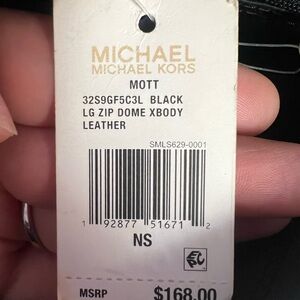 MICHAEL
MICHAEL KORS
MOTT
32S9GF5C3L BLACK
LG ZIP DOME XBODY
LEATHER
SMLS629-0001
1 92877 51671 2
NS
EPC
MSRP $168.00